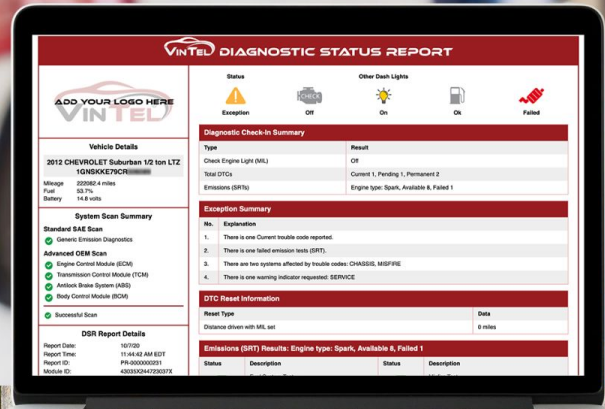 VINTEL DIAGNOSTIC STATUS REPORT
ADD YOUR LOGO HERE
VINTEL
Vehicle Details
2012 CHEVROLET Suburban 1/2 ton LTZ
1GNSKKE79CR
Mileage 222082.4 miles
Fuel 53.7%
Battery 14.8 volts
System Scan Summary
Standard SAE Scan
Generic Emission Diagnostics
Advanced OEM Scan
Engine Control Module (ECM)
Transmission Control Module (TCM)
Antilock Brake System (ABS)
Body Control Module (BCM)
Successful Scan
DSR Report Details
Report Date: 10/7/20
Report Time: 11:44:42 AM EDT
Report ID: PR-0000000231
Module ID: 43035X244723037X
Status Other Dash Lights
CHECK
Exception Off On Ok Failed
Diagnostic Check-In Summary
Type Result
Check Engine Light (MIL) Off
Total DTCs Current 1, Pending 1, Permanent 2
Emissions (SRTs) Engine type: Spark, Available 8, Failed 1
Exception Summary
No. Explanation
1. There is one Current trouble code reported.
2. There is one failed emission tests (SRT).
3. There are two systems affected by trouble codes: CHASSIS, MISFIRE
4. There is one warning indicator requested: SERVICE
DTC Reset Information
Reset Type Data
Distance driven with MIL set 0 miles
Emissions (SRT) Results: Engine type: Spark, Available 8, Failed 1
Status Description Status Description